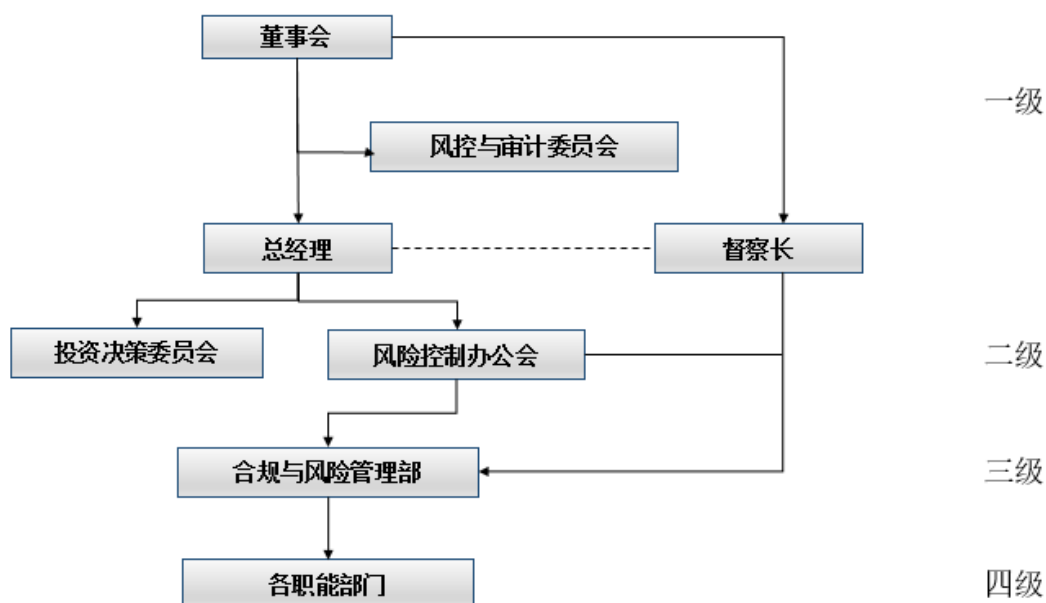 董事会
一级
风控与审计委员会
总经理
督察长
投资决策委员会
风险控制办公会
二级
合规与风险管理部
三级
各职能部门
四级